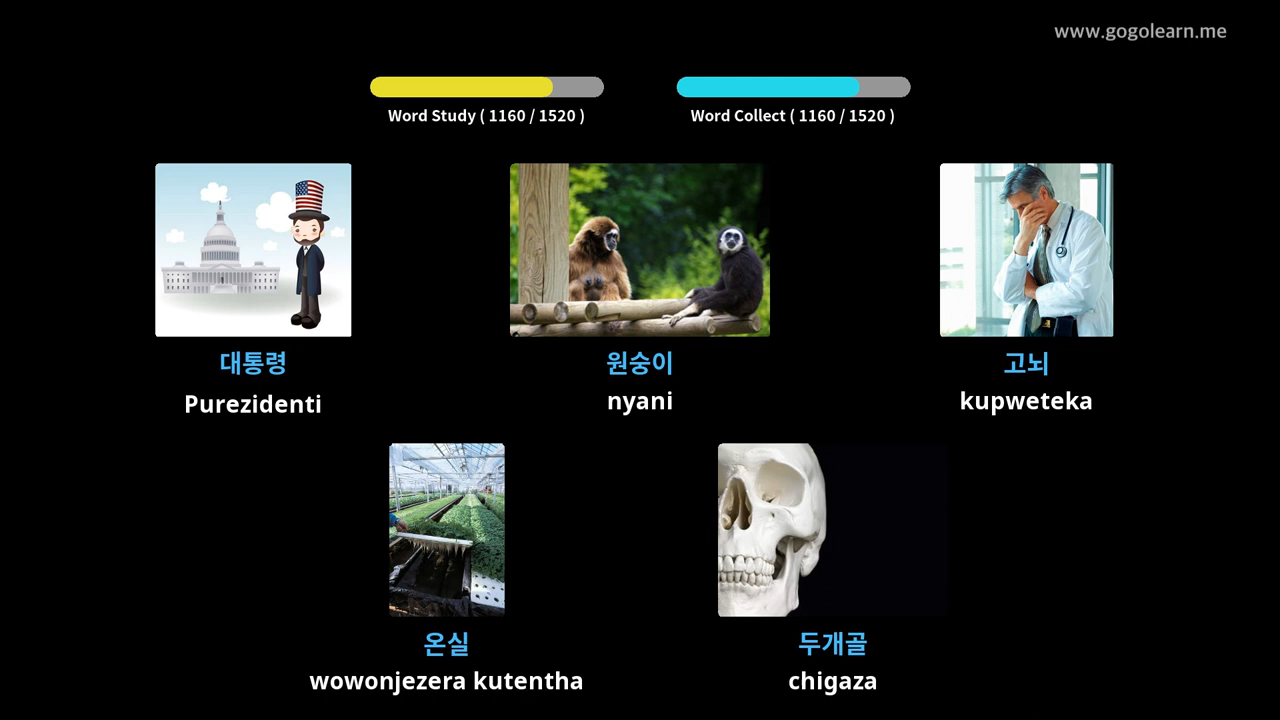 www.gogolearn.me
Word Study ( 1160 / 1520 )
Word Collect ( 1160 / 1520 )
대통령
Purezidenti
원숭이
nyani
고뇌
kupweteka
온실
wowonjezera kutentha
두개골
chigaza